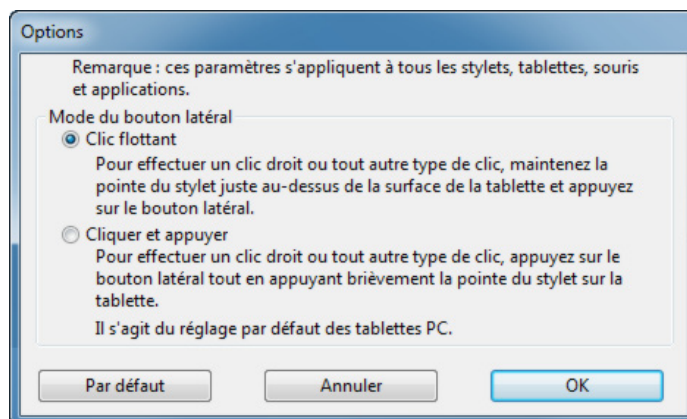 Options
Remarque : ces paramètres s'appliquent à tous les stylets, tablettes, souris
et applications.
Mode du bouton latéral
Clic flottant
Pour effectuer un clic droit ou tout autre type de clic, maintenez la
pointe du stylet juste au-dessus de la surface de la tablette et appuyez
sur le bouton latéral.
Cliquer et appuyer
Pour effectuer un clic droit ou tout autre type de clic, appuyez sur le
bouton latéral tout en appuyant brièvement la pointe du stylet sur la
tablette.
Il s'agit du réglage par défaut des tablettes PC.
Par défaut Annuler OK